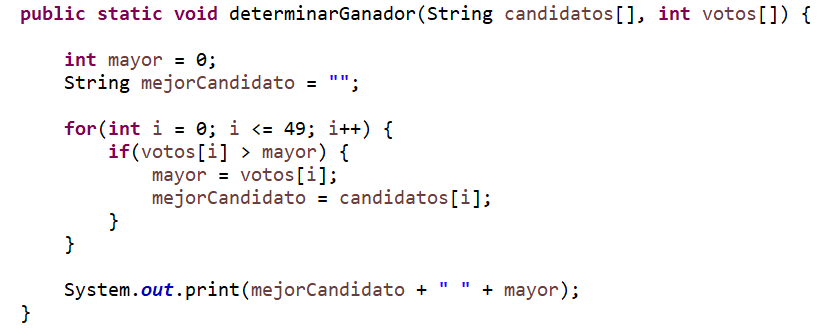 public static void determinarGanador(String candidatos[], int votos[]) {
int mayor = 0;
String mejorCandidato = "";
for(int i = 0; i <= 49; i++) {
if(votos[i] > mayor) {
mayor = votos[i];
mejorCandidato = candidatos[i];
}
}
System.out.print(mejorCandidato + " " + mayor);
}